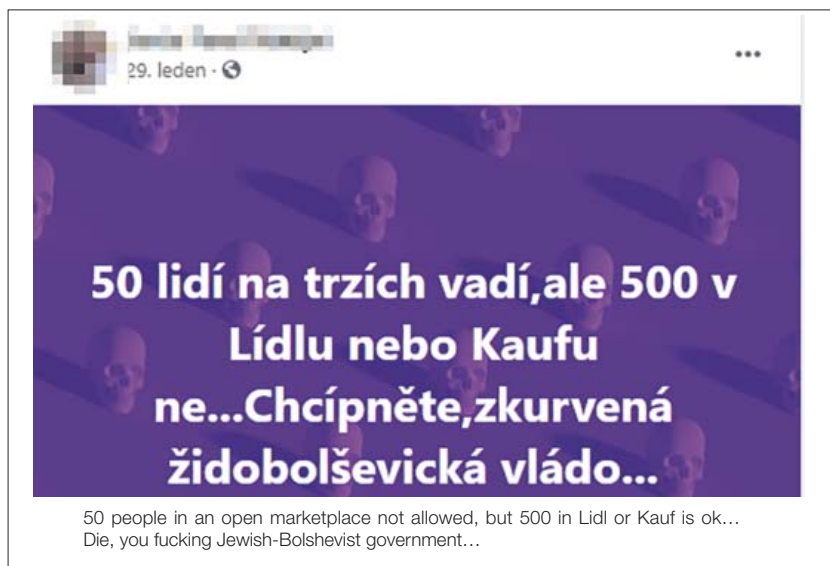 29. leden
50 lidí na trzích vadí,ale 500 v
Lídlu nebo Kaufu
ne...Chcípněte,zkurvená
židobolševická vládo...
50 people in an open marketplace not allowed, but 500 in Lidl or Kauf is ok…
Die, you fucking Jewish-Bolshevist government…